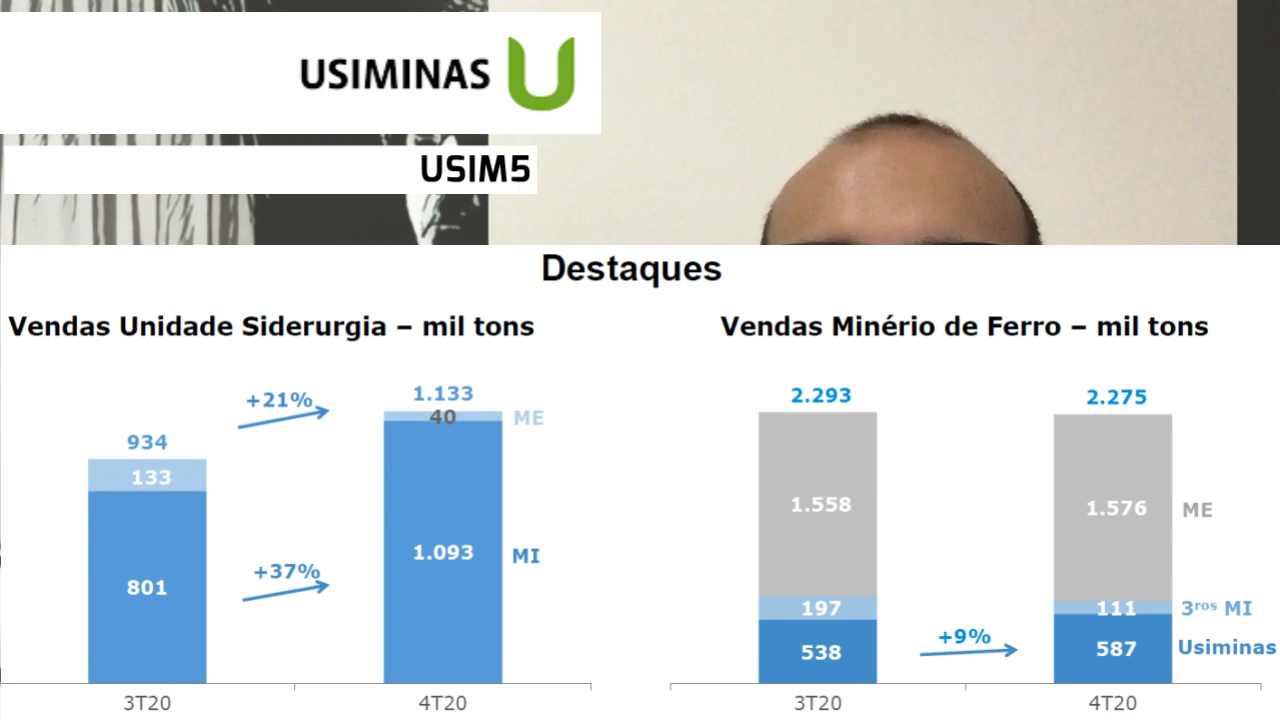 USIMINAS
USIM5
Destaques
Vendas Unidade Siderurgia – mil tons
+21%
1.133
40
ME
934
133
+37%
1.093
MI
801
3T20
4T20
Vendas Minério de Ferro – mil tons
2.293
2.275
1.558
1.576
ME
197
111
3ros MI
+9%
538
587
Usiminas
3T20
4T20